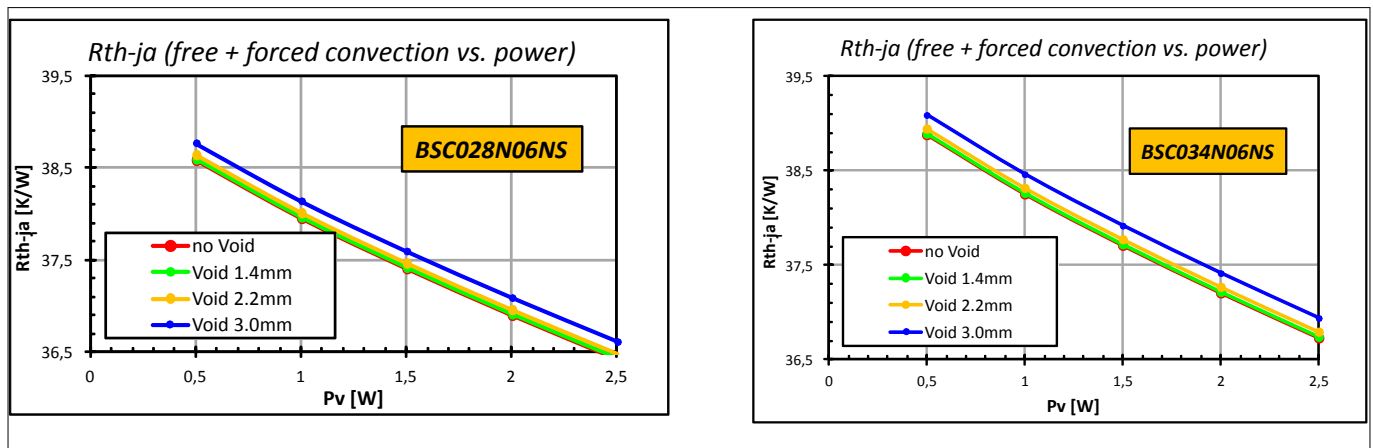 Rth-ja (free + forced convection vs. power)
39,5
38,5
37,5
36,5
Rth-ja [K/W]
BSC028N06NS
no Void
Void 1.4mm
Void 2.2mm
Void 3.0mm
0
0,5
1
1,5
2
2,5
Pv [W]
Rth-ja (free + forced convection vs. power)
39,5
38,5
37,5
36,5
Rth-ja [K/W]
BSC034N06NS
no Void
Void 1.4mm
Void 2.2mm
Void 3.0mm
0
0,5
1
1,5
2
2,5
Pv [W]